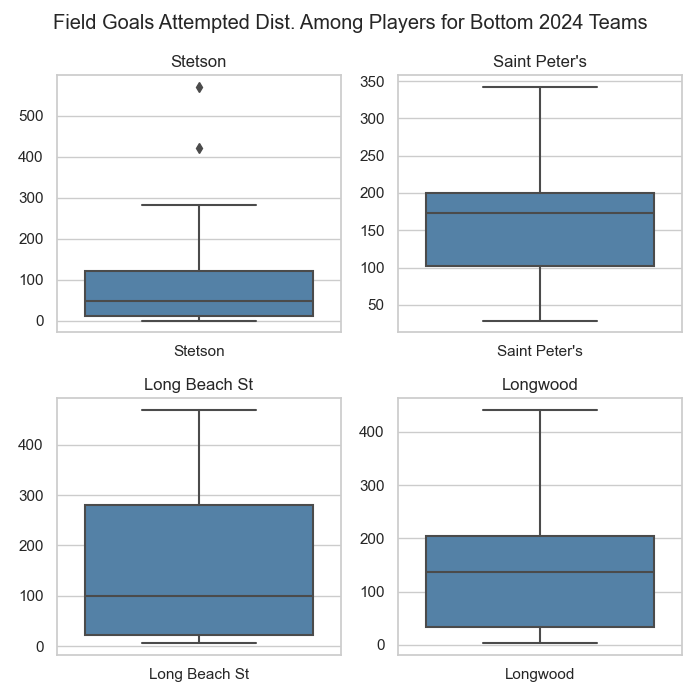 Field Goals Attempted Dist. Among Players for Bottom 2024 Teams
Stetson
500
400
300
200
100
0
Stetson
Saint Peter's
350
300
250
200
150
100
50
Saint Peter's
Long Beach St
400
300
200
100
0
Long Beach St
Longwood
400
300
200
100
0
Longwood